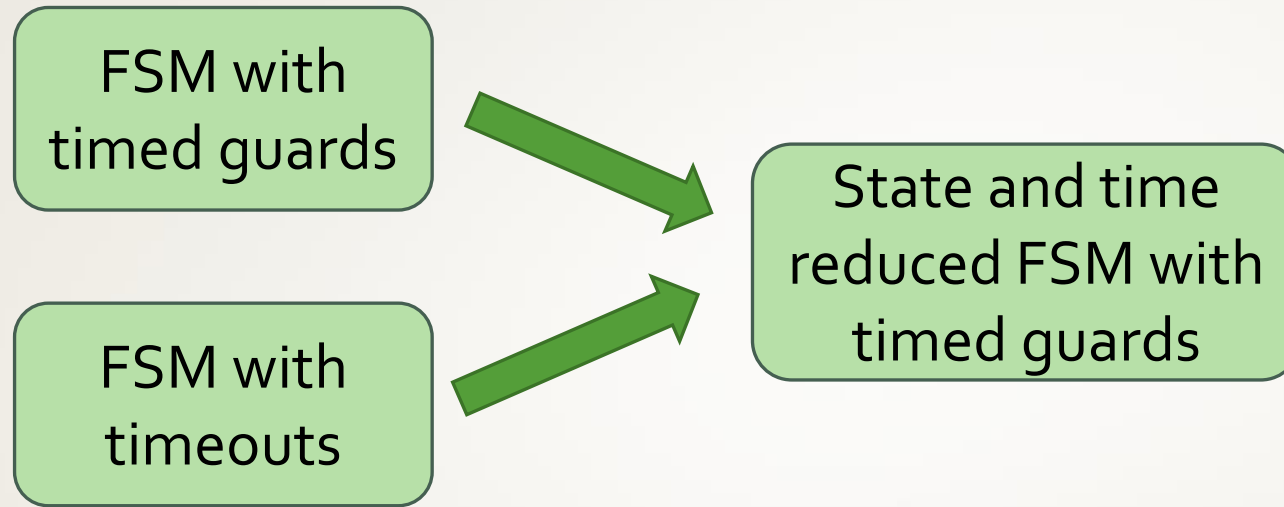 FSM with
timed guards
FSM with
timeouts
State and time
reduced FSM with
timed guards